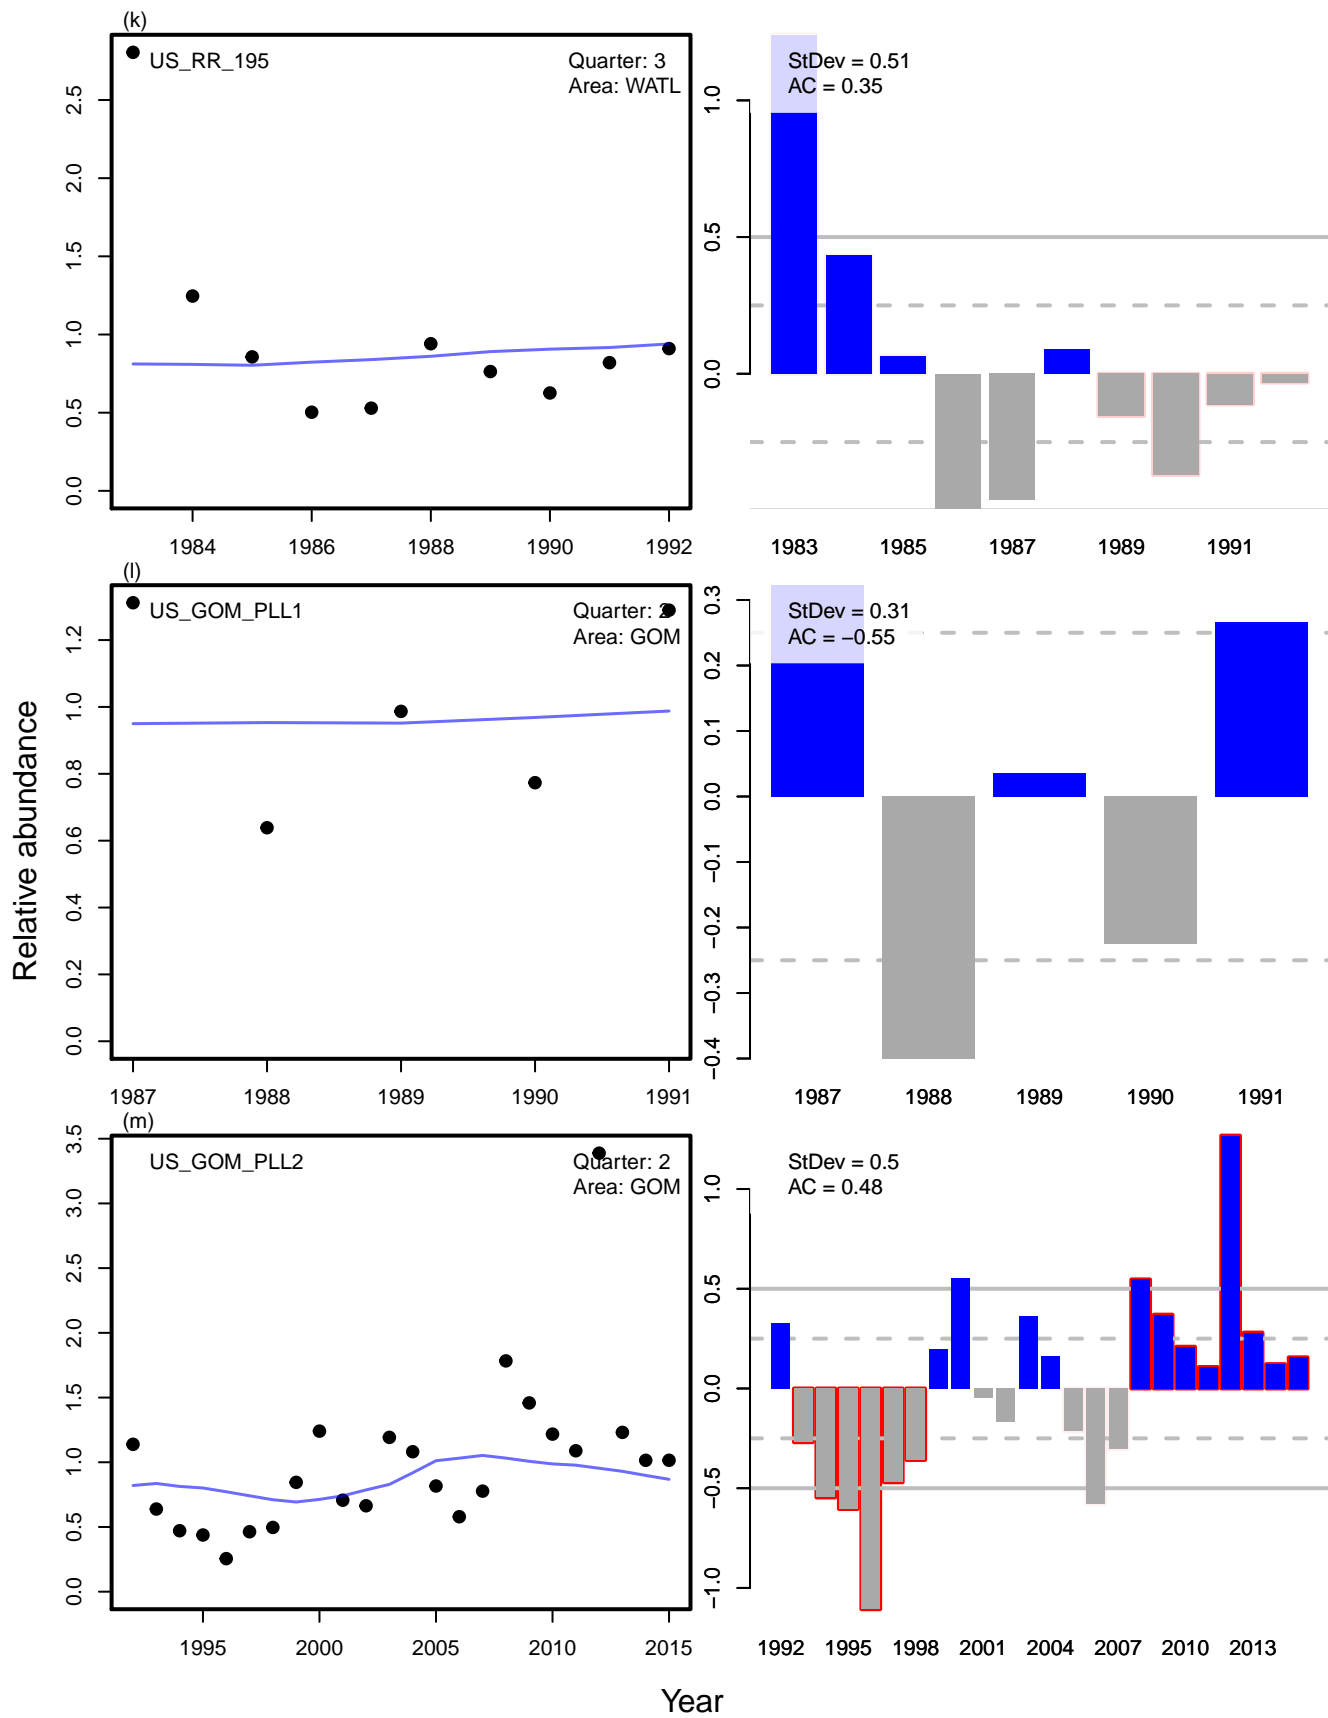 (k)
US_RR_195
Quarter: 3
Area: WATL
0.0 0.5 1.0 1.5 2.0 2.5
1984 1986 1988 1990 1992
StDev = 0.51
AC = 0.35
0.0 0.5 1.0
1983 1985 1987 1989 1991
(l)
US_GOM_PLL1
Quarter: 2
Area: GOM
0.0 0.2 0.4 0.6 0.8 1.0 1.2
1987 1988 1989 1990 1991
StDev = 0.31
AC = −0.55
−0.4 −0.3 −0.2 −0.1 0.0 0.1 0.2 0.3
1987 1988 1989 1990 1991
Relative abundance
(m)
US_GOM_PLL2
Quarter: 2
Area: GOM
0.0 0.5 1.0 1.5 2.0 2.5 3.0 3.5
1995 2000 2005 2010 2015
StDev = 0.5
AC = 0.48
−1.0 −0.5 0.0 0.5 1.0
1992 1995 1998 2001 2004 2007 2010 2013
Year